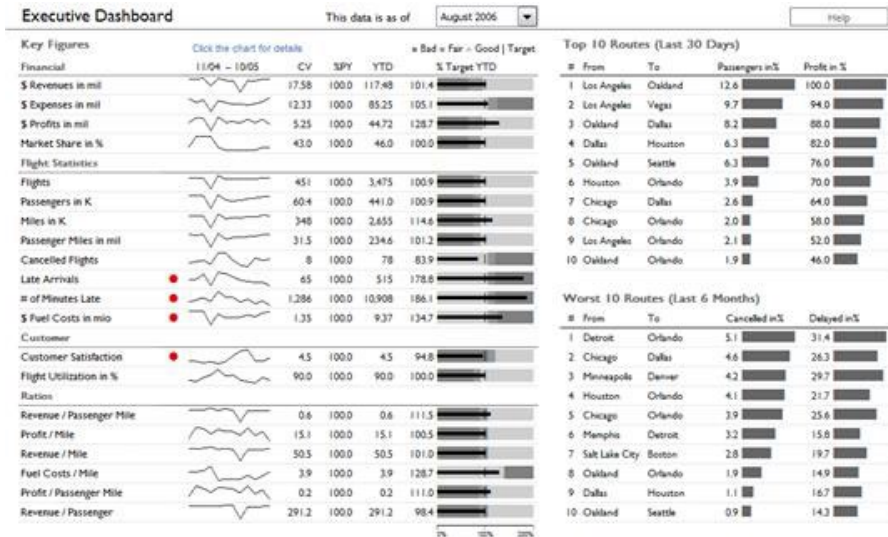 Executive Dashboard
This data is as of August 2006
Help
Key Figures
Click the chart for details
Bad Fair Good | Target
Financial 11/04 – 10/05 CV %PY YTD % Target YTD
$ Revenues in mil 17.58 100.0 117.48 101.4
$ Expenses in mil 12.33 100.0 85.25 105.1
$ Profits in mil 5.25 100.0 44.72 128.7
Market Share in % 43.0 100.0 46.0 100.0
Flight Statistics
Flights 451 100.0 3,475 100.9
Passengers in K 60.4 100.0 441.0 100.9
Miles in K 348 100.0 2,655 114.6
Passenger Miles in mil 31.5 100.0 234.6 101.2
Cancelled Flights 8 100.0 78 83.9
Late Arrivals 65 100.0 515 178.8
# of Minutes Late 1,286 100.0 10,908 186.1
$ Fuel Costs in mio 1.35 100.0 9.37 134.7
Customer
Customer Satisfaction 4.5 100.0 4.5 94.8
Flight Utilization in % 90.0 100.0 90.0 100.0
Ratios
Revenue / Passenger Mile 0.6 100.0 0.6 111.5
Profit / Mile 15.1 100.0 15.1 100.5
Revenue / Mile 50.5 100.0 50.5 101.0
Fuel Costs / Mile 3.9 100.0 3.9 128.7
Profit / Passenger Mile 0.2 100.0 0.2 111.0
Revenue / Passenger 291.2 100.0 291.2 98.4
Top 10 Routes (Last 30 Days)
# From To Passengers in% Profit in %
1 Los Angeles Oakland 12.6 100.0
2 Los Angeles Vegas 9.7 94.0
3 Oakland Dallas 8.2 88.0
4 Dallas Houston 6.3 82.0
5 Oakland Seattle 6.3 76.0
6 Houston Orlando 3.9 70.0
7 Chicago Dallas 2.6 64.0
8 Chicago Orlando 2.0 58.0
9 Los Angeles Orlando 2.1 52.0
10 Oakland Orlando 1.9 46.0
Worst 10 Routes (Last 6 Months)
# From To Cancelled in% Delayed in%
1 Detroit Orlando 5.1 31.4
2 Chicago Dallas 4.6 26.3
3 Minneapolis Denver 4.2 29.7
4 Houston Orlando 4.1 21.7
5 Chicago Orlando 3.9 25.6
6 Memphis Detroit 3.2 15.8
7 Salt Lake City Boston 2.8 19.7
8 Oakland Orlando 1.9 14.9
9 Dallas Houston 1.1 16.7
10 Oakland Seattle 0.9 14.3